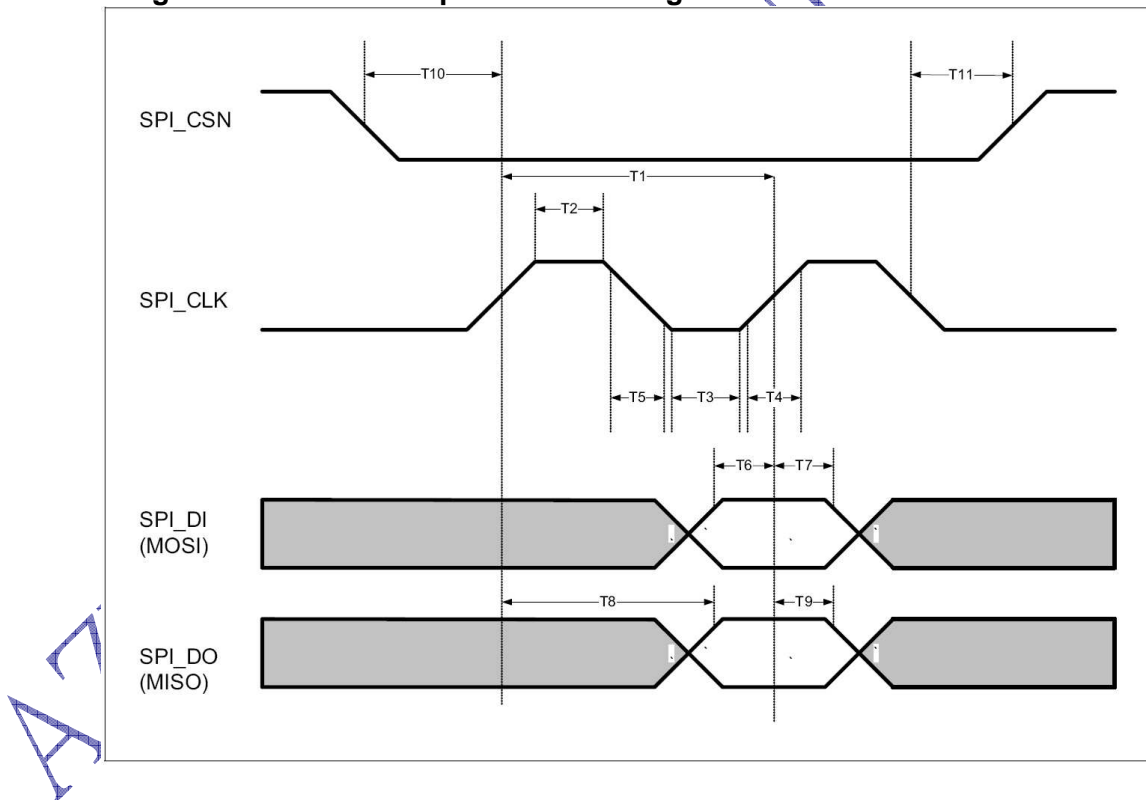 T10
T11
SPI_CSN
T1
T2
SPI_CLK
T5
T3
T4
T6
T7
SPI_DI
(MOSI)
T8
T9
SPI_DO
(MISO)